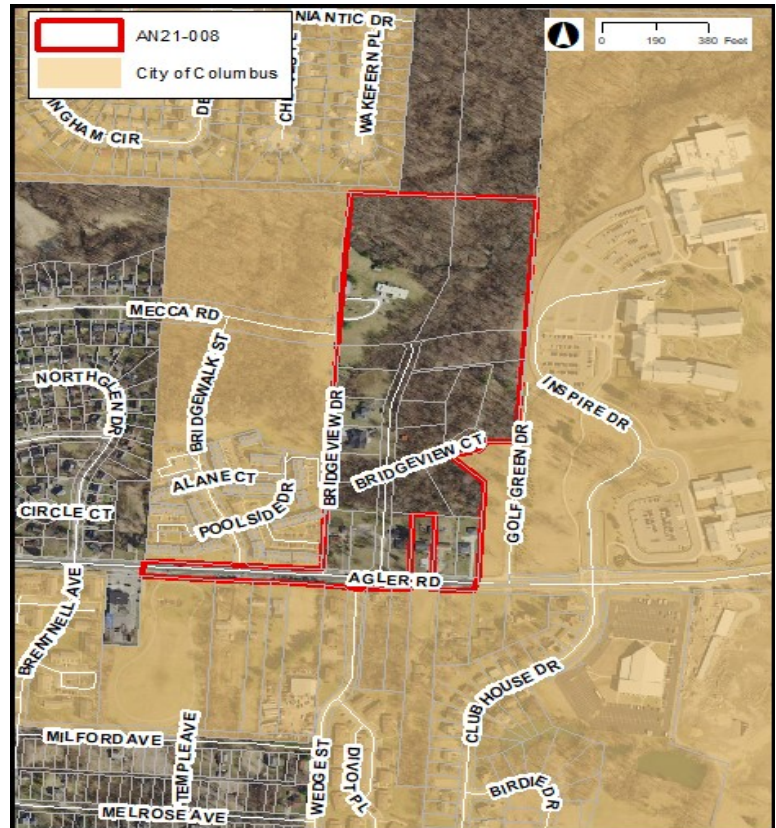 AN21-008
City of Columbus
NIANTIC DR
0 190 380 Feet
INGHAM CIR
DE
WAKEFERN PL
MECCA RD
NORTHGLEN DR
BRIDGEWALK ST
BRIDGEVIEW DR
INSPIRE DR
BRIDGEVIEW CT
GOLF GREEN DR
ALANE CT
POOLSIDE DR
CIRCLE CT
AGLER RD
BRENTNELL AVE
CLUBHOUSE DR
MILFORD AVE
TEMPLE AVE
WEDGE ST
DIVOT PL
BIRDIE DR
MELROSE AVE